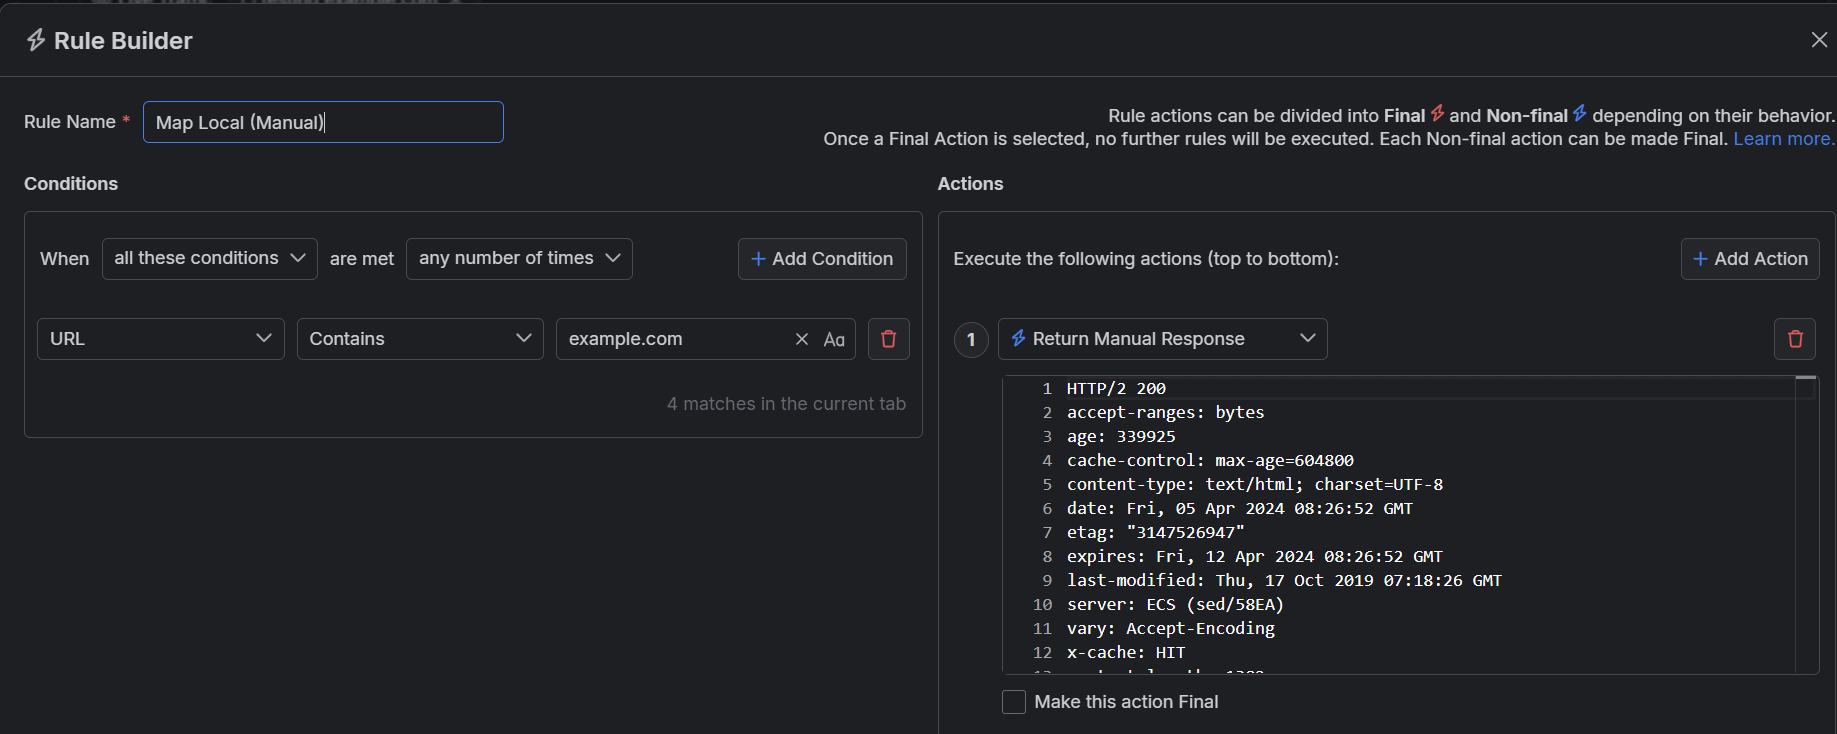 Rule Builder
Rule Name *
Map Local (Manual)
Rule actions can be divided into Final and Non-final depending on their behavior.
Once a Final Action is selected, no further rules will be executed. Each Non-final action can be made Final. Learn more.
Conditions
When all these conditions are met any number of times + Add Condition
URL Contains example.com Aa
4 matches in the current tab
Actions
Execute the following actions (top to bottom): + Add Action
1 Return Manual Response
1 HTTP/2 200
2 accept-ranges: bytes
3 age: 339925
4 cache-control: max-age=604800
5 content-type: text/html; charset=UTF-8
6 date: Fri, 05 Apr 2024 08:26:52 GMT
7 etag: "3147526947"
8 expires: Fri, 12 Apr 2024 08:26:52 GMT
9 last-modified: Thu, 17 Oct 2019 07:18:26 GMT
10 server: ECS (sed/58EA)
11 vary: Accept-Encoding
12 x-cache: HIT
Make this action Final